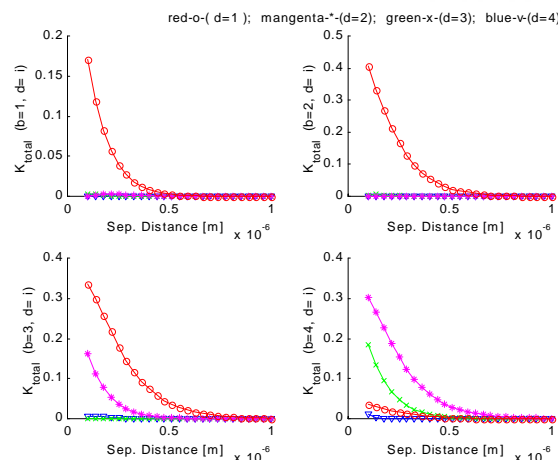 red-o-( d=1 ); mangenta-*-(d=2); green-x-(d=3); blue-v-(d=4)
0.2
0.15
0.1
0.05
0
K_total (b=1, d= i)
0 0.5 1
Sep. Distance [m]
x 10^-6
0.5
0.4
0.3
0.2
0.1
0
K_total (b=2, d= i)
0 0.5 1
Sep. Distance [m]
x 10^-6
0.4
0.3
0.2
0.1
0
K_total (b=3, d= i)
0 0.5 1
Sep. Distance [m]
x 10^-6
0.4
0.3
0.2
0.1
0
K_total (b=4, d= i)
0 0.5 1
Sep. Distance [m]
x 10^-6